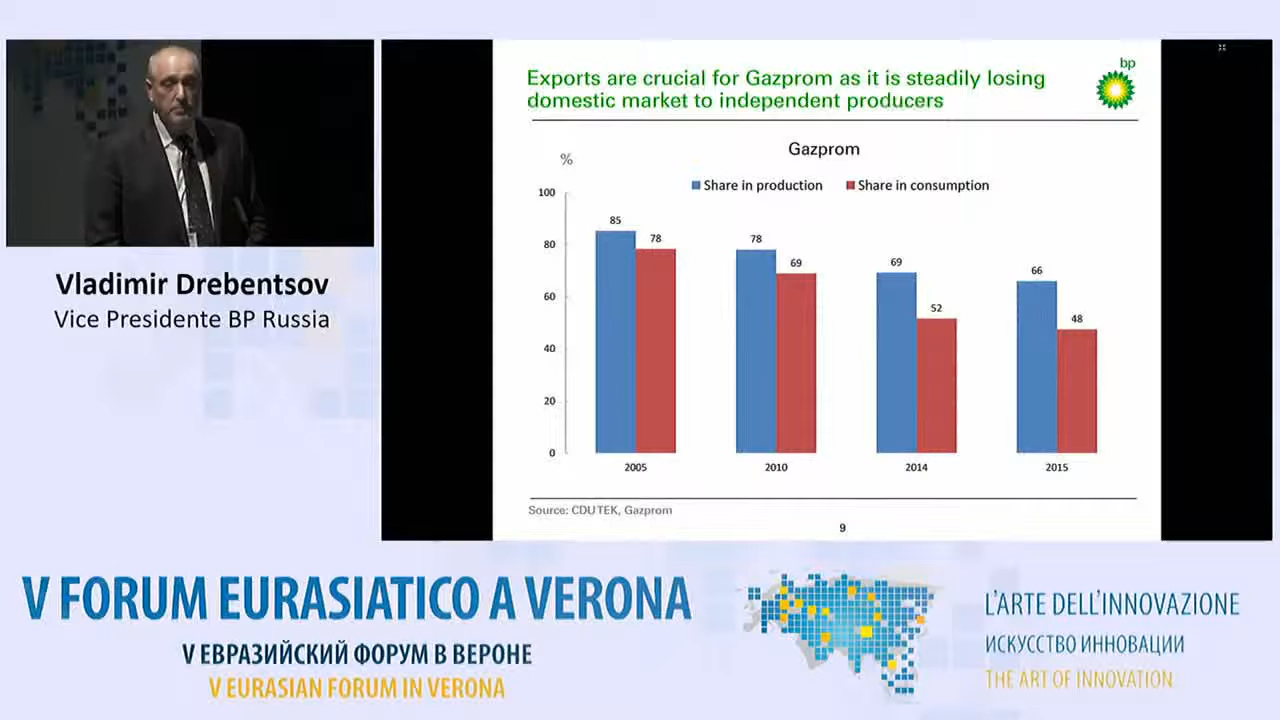 bp
Exports are crucial for Gazprom as it is steadily losing
domestic market to independent producers
Gazprom
%
Share in production
Share in consumption
100
80
60
40
20
0
85
78
78
69
69
52
66
48
2005
2010
2014
2015
Source: CDU TEK, Gazprom
9
Vladimir Drebentsov
Vice Presidente BP Russia
V FORUM EURASIATICO A VERONA
V ЕВРАЗИЙСКИЙ ФОРУМ В ВЕРОНЕ
V EURASIAN FORUM IN VERONA
L'ARTE DELL'INNOVAZIONE
ИСКУССТВО ИННОВАЦИИ
THE ART OF INNOVATION